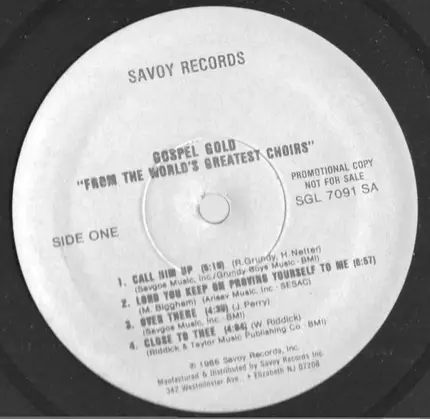 SAVOY RECORDS
GOSPEL GOLD
"FROM THE WORLD'S GREATEST CHOIRS"
PROMOTIONAL COPY
NOT FOR SALE
SGL 7091 SA
SIDE ONE
1. CALL HIM UP (5:10) (R.Grundy, H.Netter)
(Savgos Music, Inc./Grundy Boys Music - BMI)
2. LORD YOU KEEP ON PROVING YOURSELF TO ME (6:57)
(M. Biggham) (Arisav Music, Inc - SESAC)
3. OVER THERE (4:39) (J.Perry)
(Savgos Music, Inc - BMI)
4. CLOSE TO THEE (4:04) (W. Riddick)
(Riddick & Taylor Music Publishing Co. - BMI)
℗ 1986 Savoy Records, Inc.
Manfactured & Distributed by Savoy Records Inc
342 Westminster Ave. • Elizabeth NJ 07208